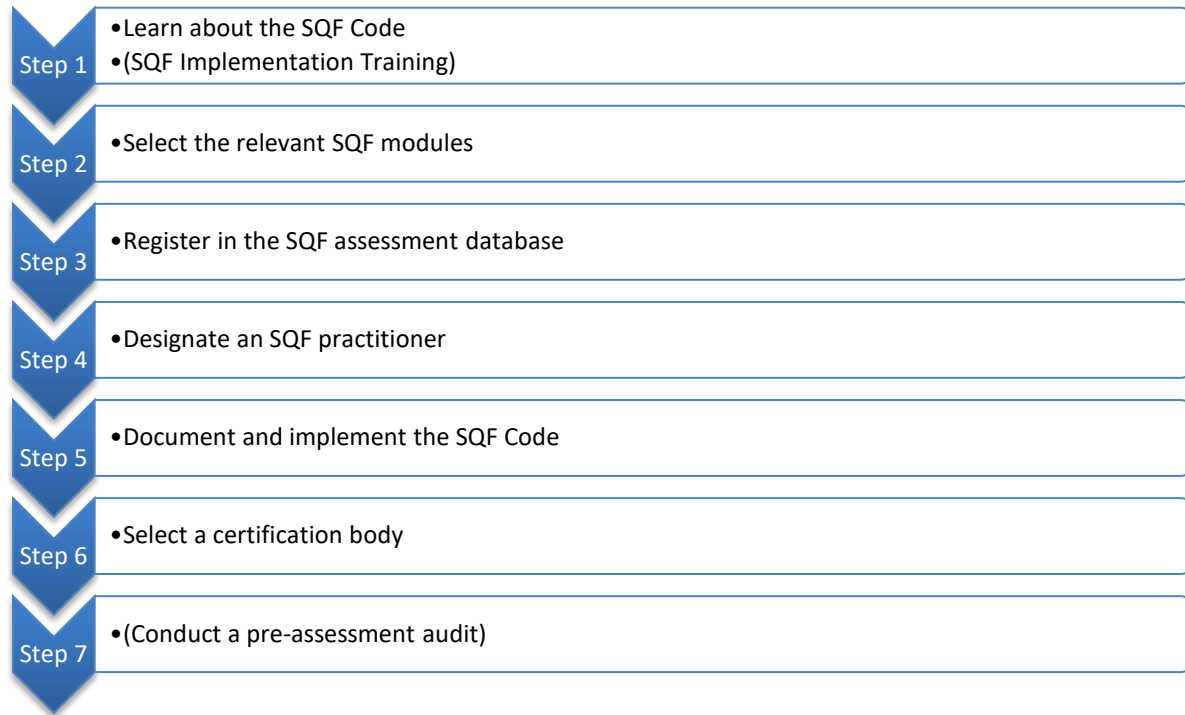 Step 1
•Learn about the SQF Code
•(SQF Implementation Training)
Step 2
•Select the relevant SQF modules
Step 3
•Register in the SQF assessment database
Step 4
•Designate an SQF practitioner
Step 5
•Document and implement the SQF Code
Step 6
•Select a certification body
Step 7
•(Conduct a pre-assessment audit)